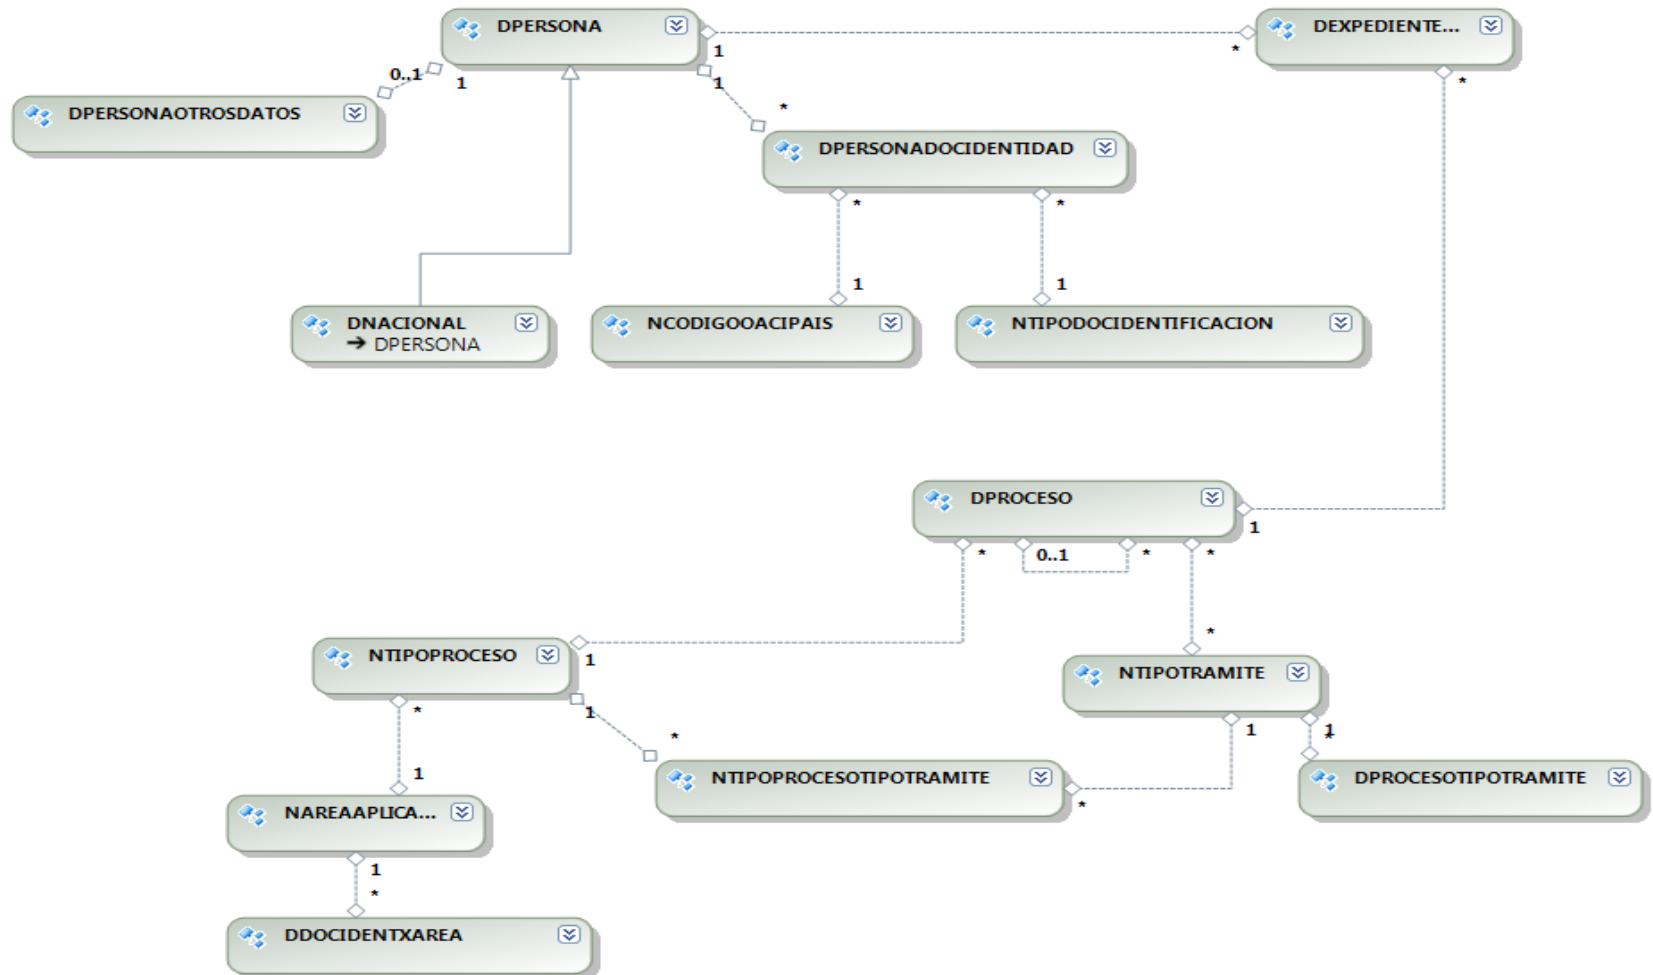 DPERSONA
DEXPEDIENTE...
1
*
0..1
1
1
*
*
DPERSONAOTROSDATOS
DPERSONADOCIDENTIDAD
*
*
1
1
DNACIONAL
DPERSONA
NCODIGOOACIPAIS
NTIPODOCIDENTIFICACION
DPROCESO
1
*
0..1
*
*
*
1
NTIPOPROCESO
NTIPOTRAMITE
*
1
*
1
1
*
1
NTIPOPROCESOTIPOTRAMITE
*
DPROCESOTIPOTRAMITE
NAREAAPLICA...
1
*
DDOCIDENTXAREA